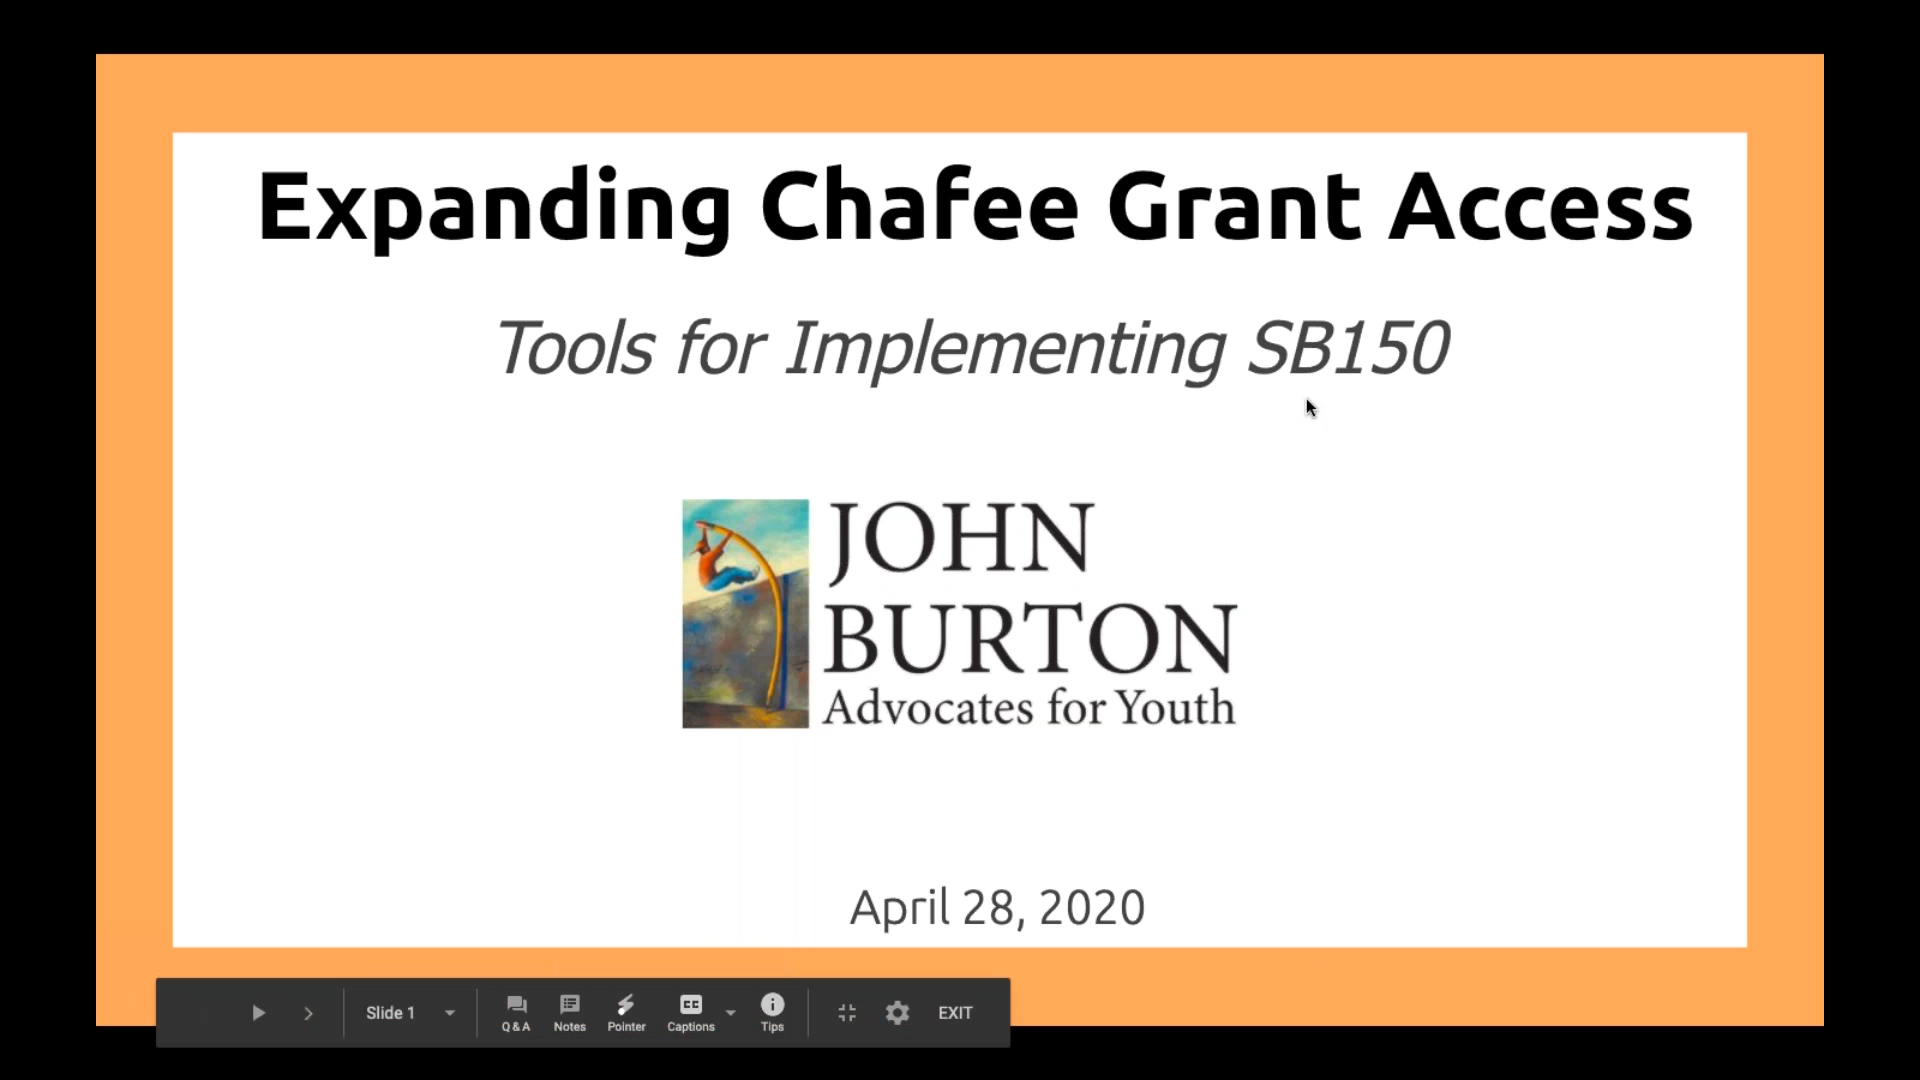 Expanding Chafee Grant Access
Tools for Implementing SB150
JOHN
BURTON
Advocates for Youth
April 28, 2020
Slide 1
Q & A
Notes
Pointer
Captions
Tips
EXIT